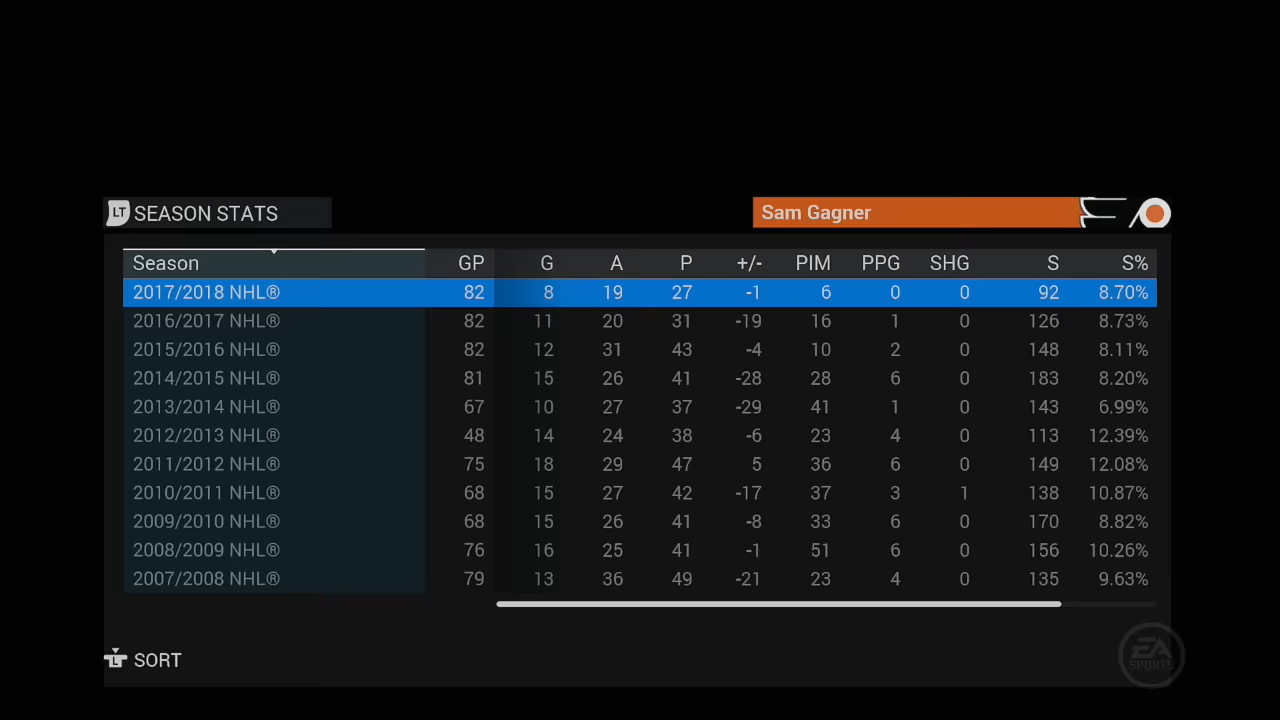 LT SEASON STATS
Sam Gagner
Season GP G A P +/- PIM PPG SHG S S%
2017/2018 NHL® 82 8 19 27 -1 6 0 0 92 8.70%
2016/2017 NHL® 82 11 20 31 -19 16 1 0 126 8.73%
2015/2016 NHL® 82 12 31 43 -4 10 2 0 148 8.11%
2014/2015 NHL® 81 15 26 41 -28 28 6 0 183 8.20%
2013/2014 NHL® 67 10 27 37 -29 41 1 0 143 6.99%
2012/2013 NHL® 48 14 24 38 -6 23 4 0 113 12.39%
2011/2012 NHL® 75 18 29 47 5 36 6 0 149 12.08%
2010/2011 NHL® 68 15 27 42 -17 37 3 1 138 10.87%
2009/2010 NHL® 68 15 26 41 -8 33 6 0 170 8.82%
2008/2009 NHL® 76 16 25 41 -1 51 6 0 156 10.26%
2007/2008 NHL® 79 13 36 49 -21 23 4 0 135 9.63%
L SORT
EA SPORTS